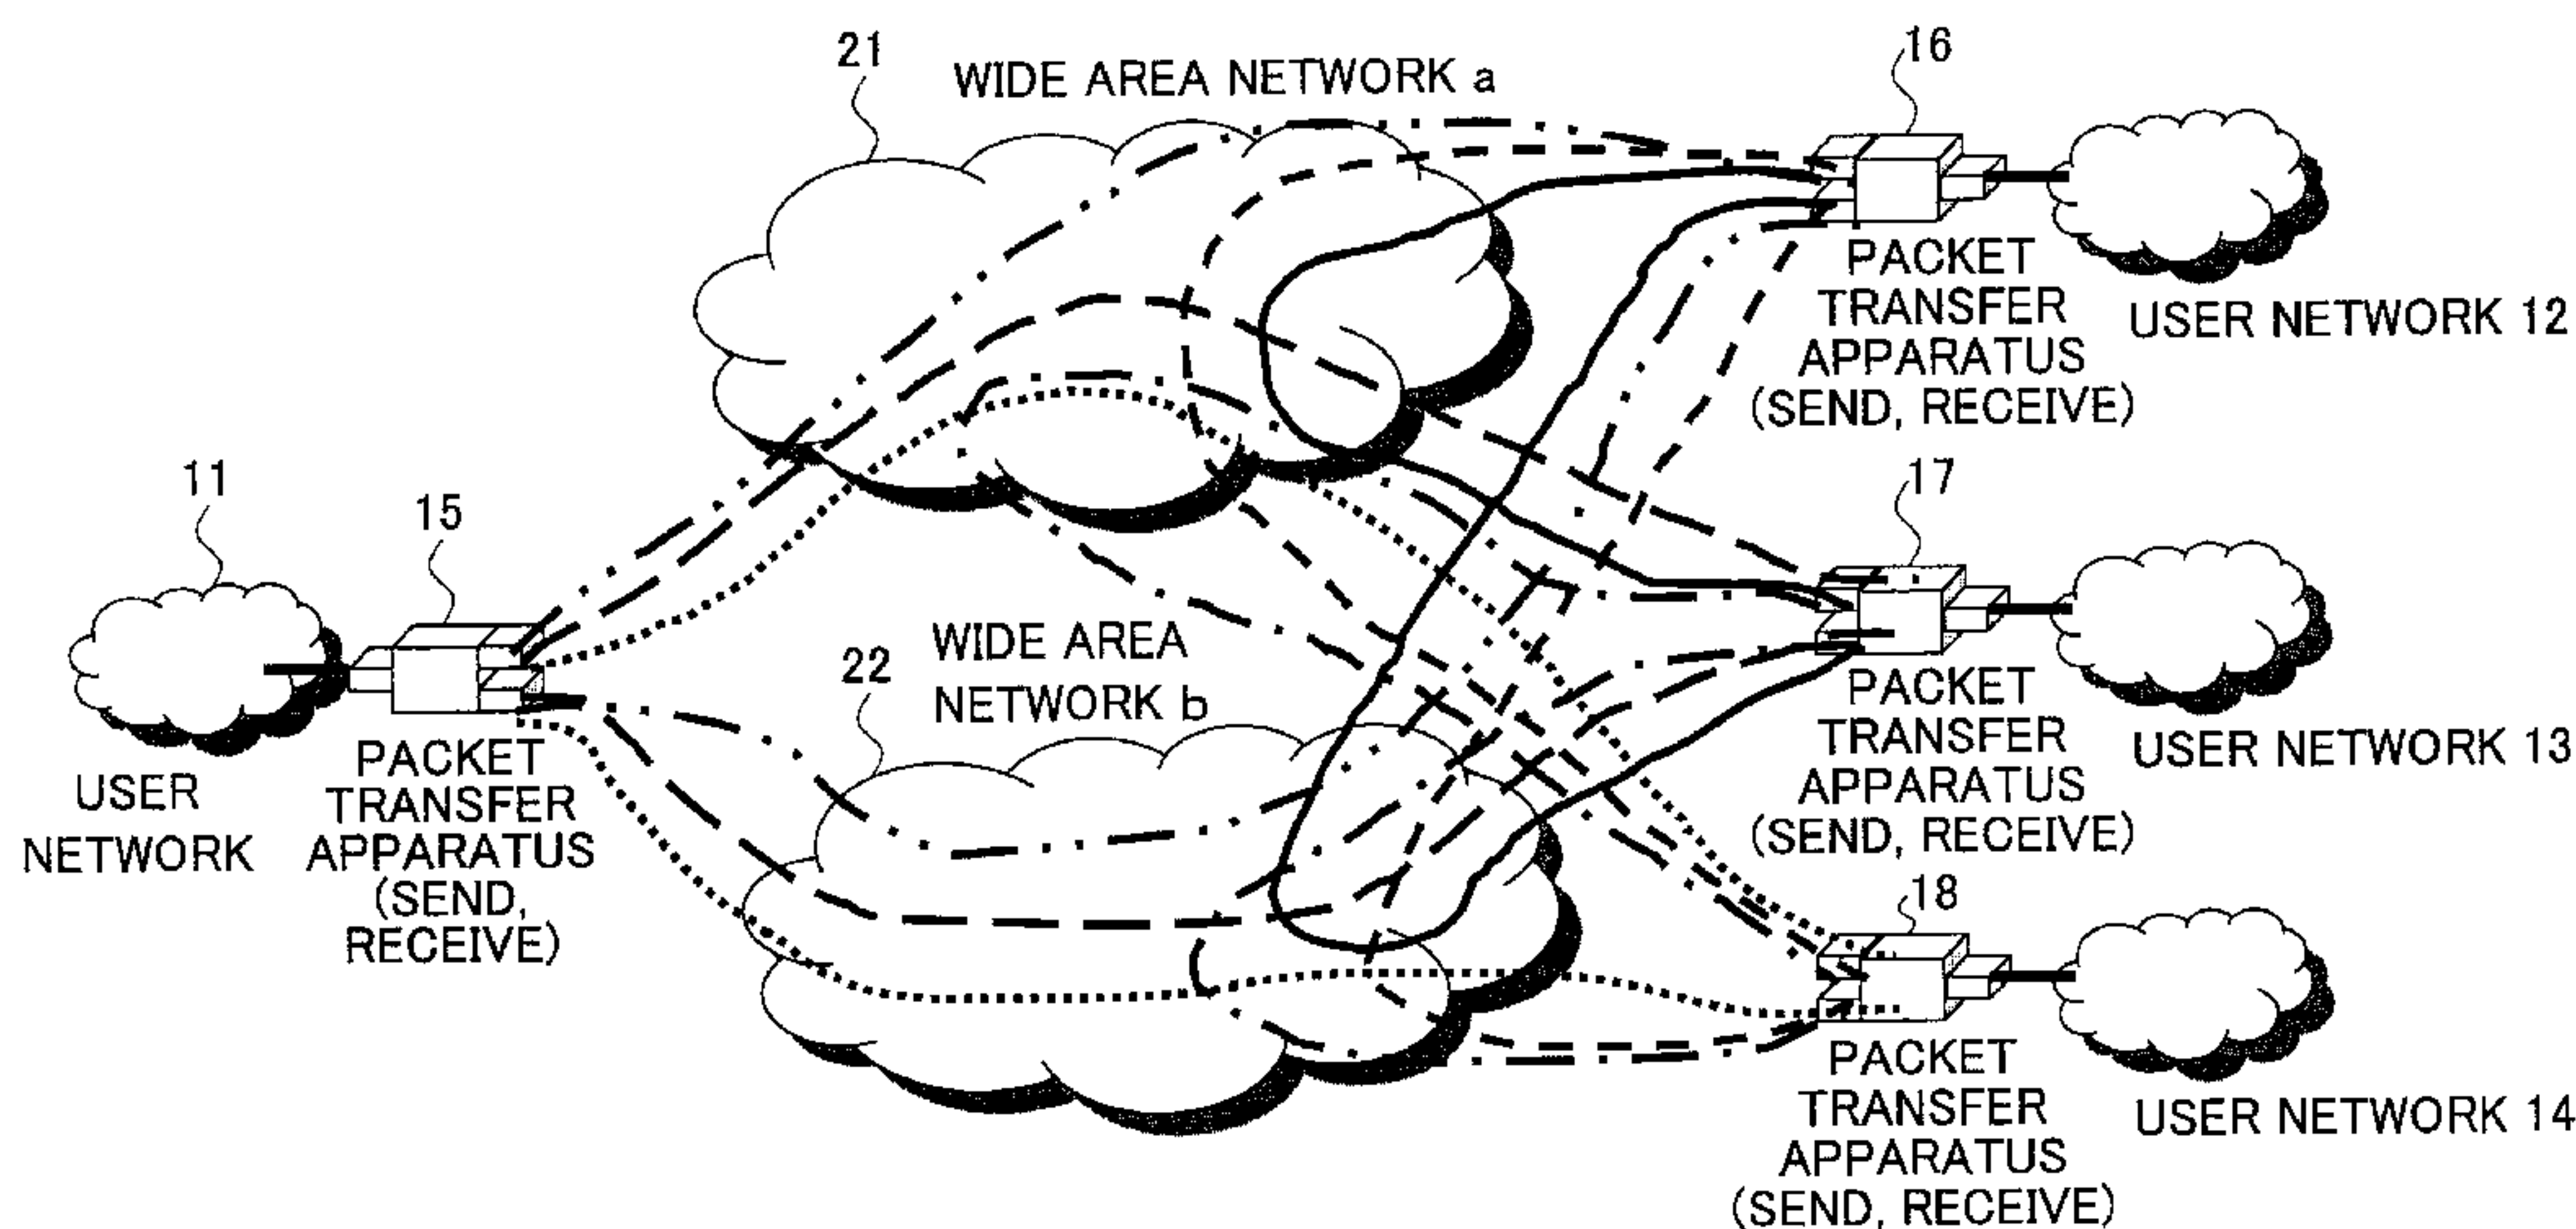 21
WIDE AREA NETWORK a
16
PACKET
TRANSFER
APPARATUS
(SEND, RECEIVE)
USER NETWORK 12
11
15
17
USER
NETWORK
PACKET
TRANSFER
APPARATUS
(SEND,
RECEIVE)
22
WIDE AREA
NETWORK b
PACKET
TRANSFER
APPARATUS
(SEND, RECEIVE)
USER NETWORK 13
18
PACKET
TRANSFER
APPARATUS
(SEND, RECEIVE)
USER NETWORK 14